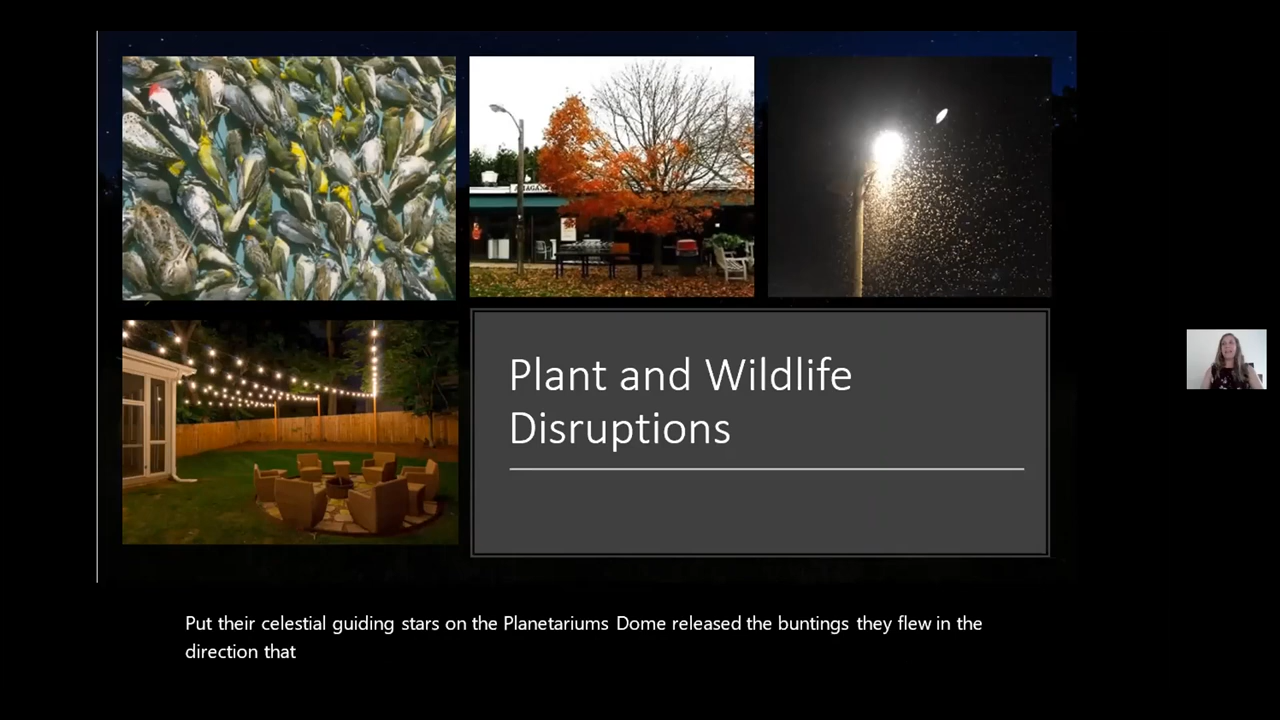 Plant and Wildlife
Disruptions
Put their celestial guiding stars on the Planetariums Dome released the buntings they flew in the
direction that